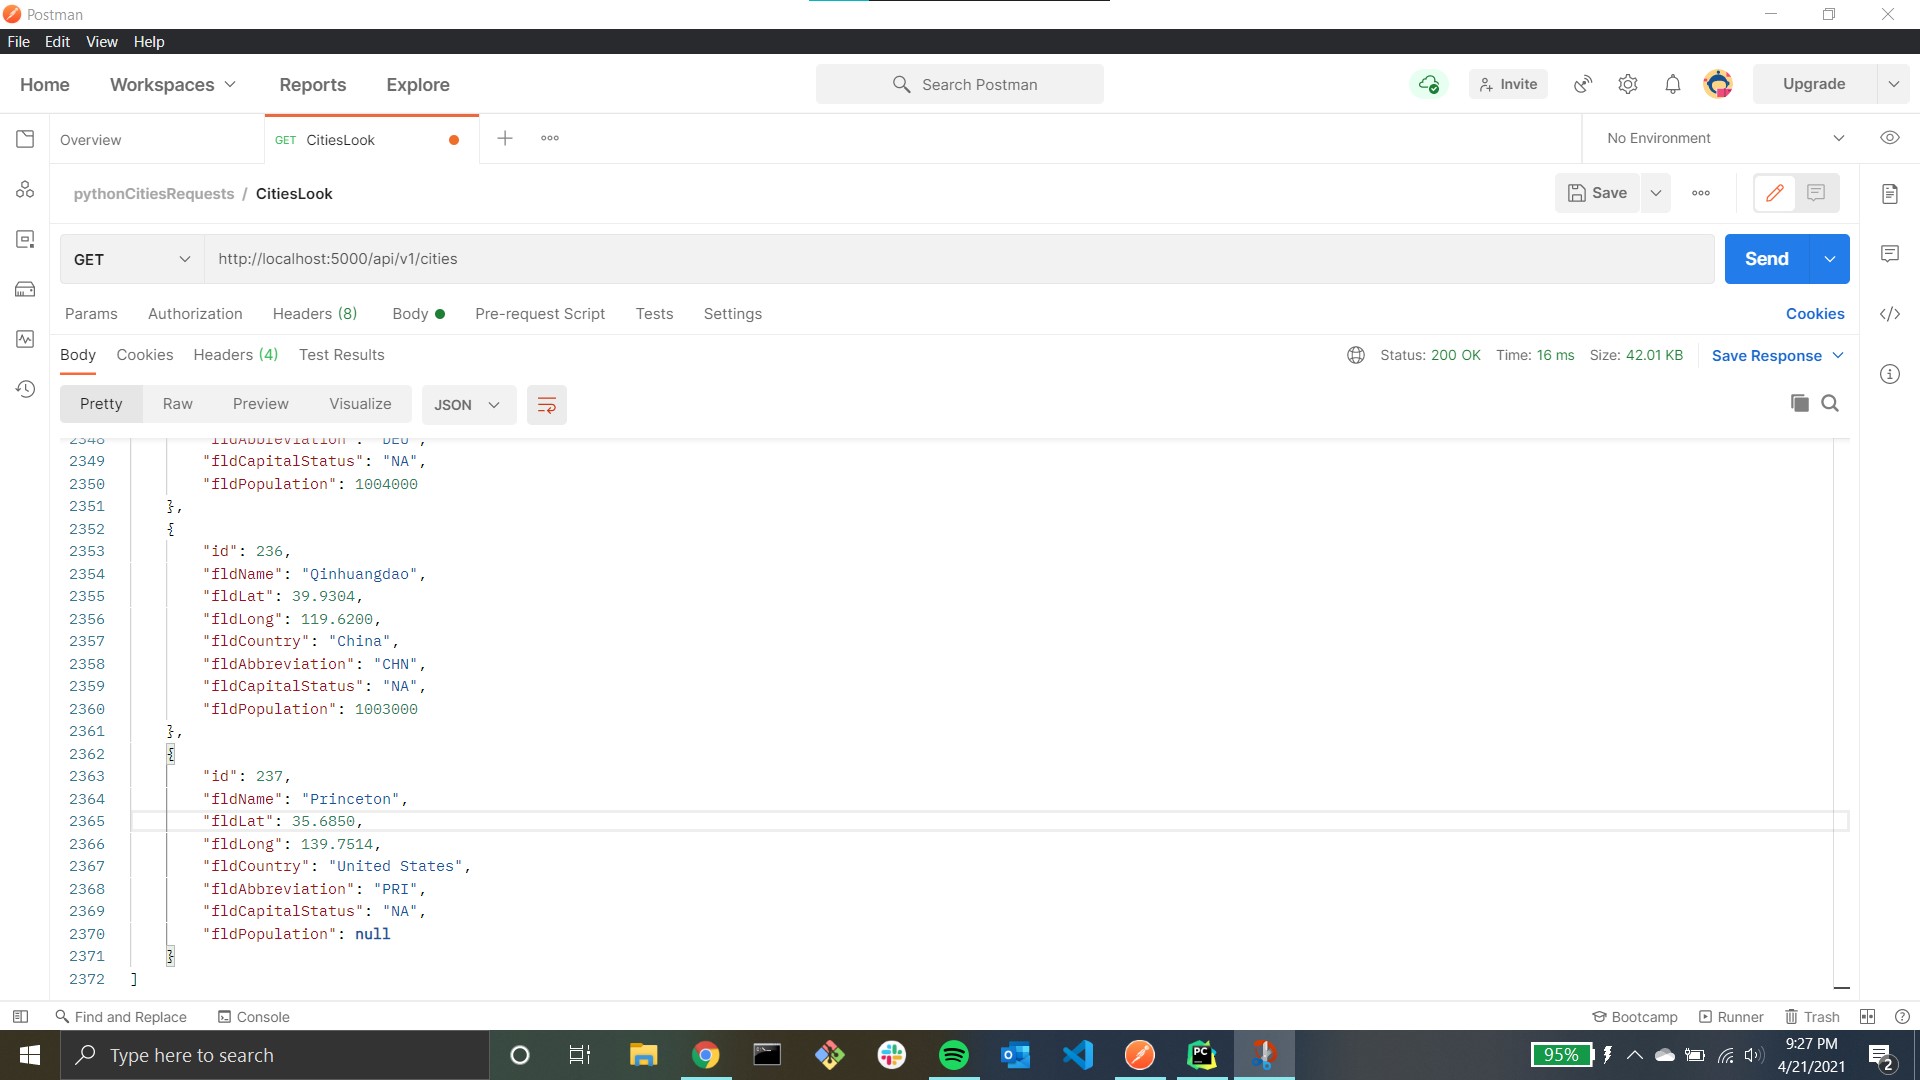 Postman
File Edit View Help
Home Workspaces Reports Explore Search Postman Invite Upgrade
Overview GET CitiesLook No Environment
pythonCitiesRequests / CitiesLook Save
GET http://localhost:5000/api/v1/cities Send
Params Authorization Headers (8) Body Pre-request Script Tests Settings Cookies
Body Cookies Headers (4) Test Results Status: 200 OK Time: 16 ms Size: 42.01 KB Save Response
Pretty Raw Preview Visualize JSON
2348 "fldAbbreviation": "DEU",
2349 "fldCapitalStatus": "NA",
2350 "fldPopulation": 1004000
2351 },
2352 {
2353 "id": 236,
2354 "fldName": "Qinhuangdao",
2355 "fldLat": 39.9304,
2356 "fldLong": 119.6200,
2357 "fldCountry": "China",
2358 "fldAbbreviation": "CHN",
2359 "fldCapitalStatus": "NA",
2360 "fldPopulation": 1003000
2361 },
2362 {
2363 "id": 237,
2364 "fldName": "Princeton",
2365 "fldLat": 35.6850,
2366 "fldLong": 139.7514,
2367 "fldCountry": "United States",
2368 "fldAbbreviation": "PRI",
2369 "fldCapitalStatus": "NA",
2370 "fldPopulation": null
2371 }
2372 ]
Find and Replace Console Bootcamp Runner Trash
Type here to search PC 95% 9:27 PM
4/21/2021 2